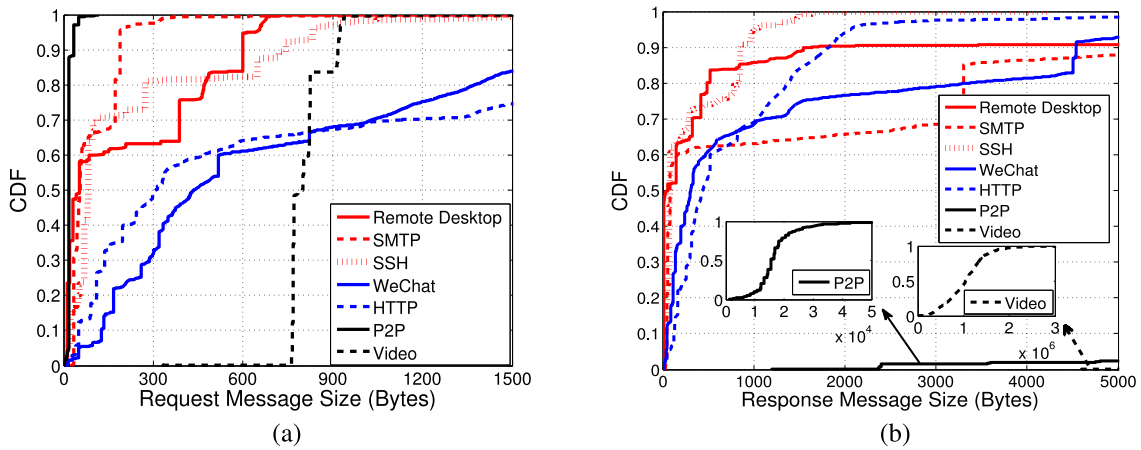 CDF
1
0.9
0.8
0.7
0.6
0.5
0.4
0.3
0.2
0.1
0
0 300 600 900 1200 1500
Request Message Size (Bytes)
Remote Desktop
SMTP
SSH
WeChat
HTTP
P2P
Video
(a)
CDF
1
0.9
0.8
0.7
0.6
0.5
0.4
0.3
0.2
0.1
0
0 1000 2000 3000 4000 5000
Response Message Size (Bytes)
Remote Desktop
SMTP
SSH
WeChat
HTTP
P2P
Video
1
0.5
0
0 1 2 3 4 5
x 10^4
P2P
1
0.5
0
0 1 2 3
x 10^6
Video
(b)